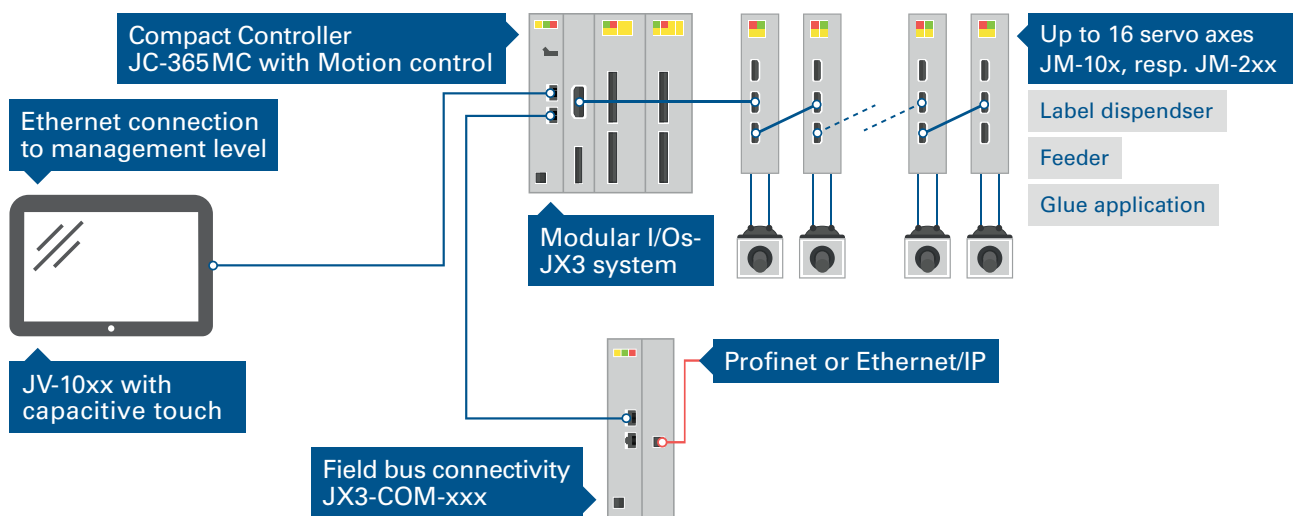 Compact Controller
JC-365MC with Motion control
Up to 16 servo axes
JM-10x, resp. JM-2xx
Label dispendser
Feeder
Glue application
Ethernet connection
to management level
Modular I/Os-
JX3 system
JV-10xx with
capacitive touch
Profinet or Ethernet/IP
Field bus connectivity
JX3-COM-xxx